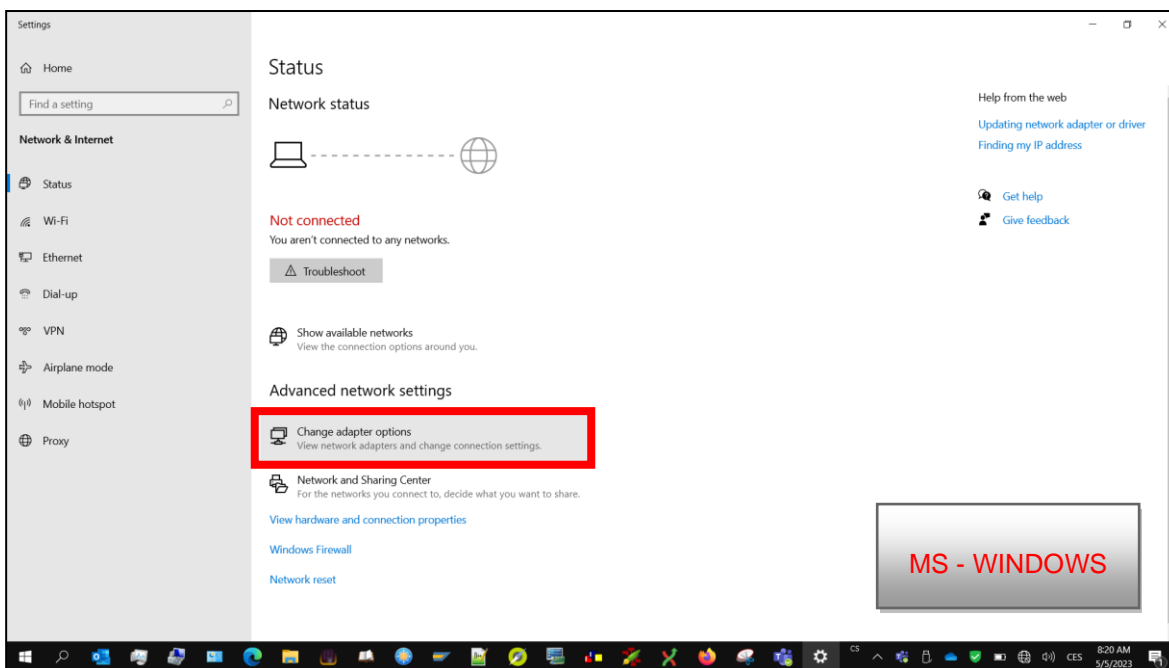 Settings
Home
Find a setting
Network & Internet
Status
Wi-Fi
Ethernet
Dial-up
VPN
Airplane mode
Mobile hotspot
Proxy
Status
Network status
Not connected
You aren't connected to any networks.
Troubleshoot
Show available networks
View the connection options around you.
Advanced network settings
Change adapter options
View network adapters and change connection settings.
Network and Sharing Center
For the networks you connect to, decide what you want to share.
View hardware and connection properties
Windows Firewall
Network reset
Help from the web
Updating network adapter or driver
Finding my IP address
Get help
Give feedback
MS - WINDOWS
CS
CES
8:20 AM
5/5/2023